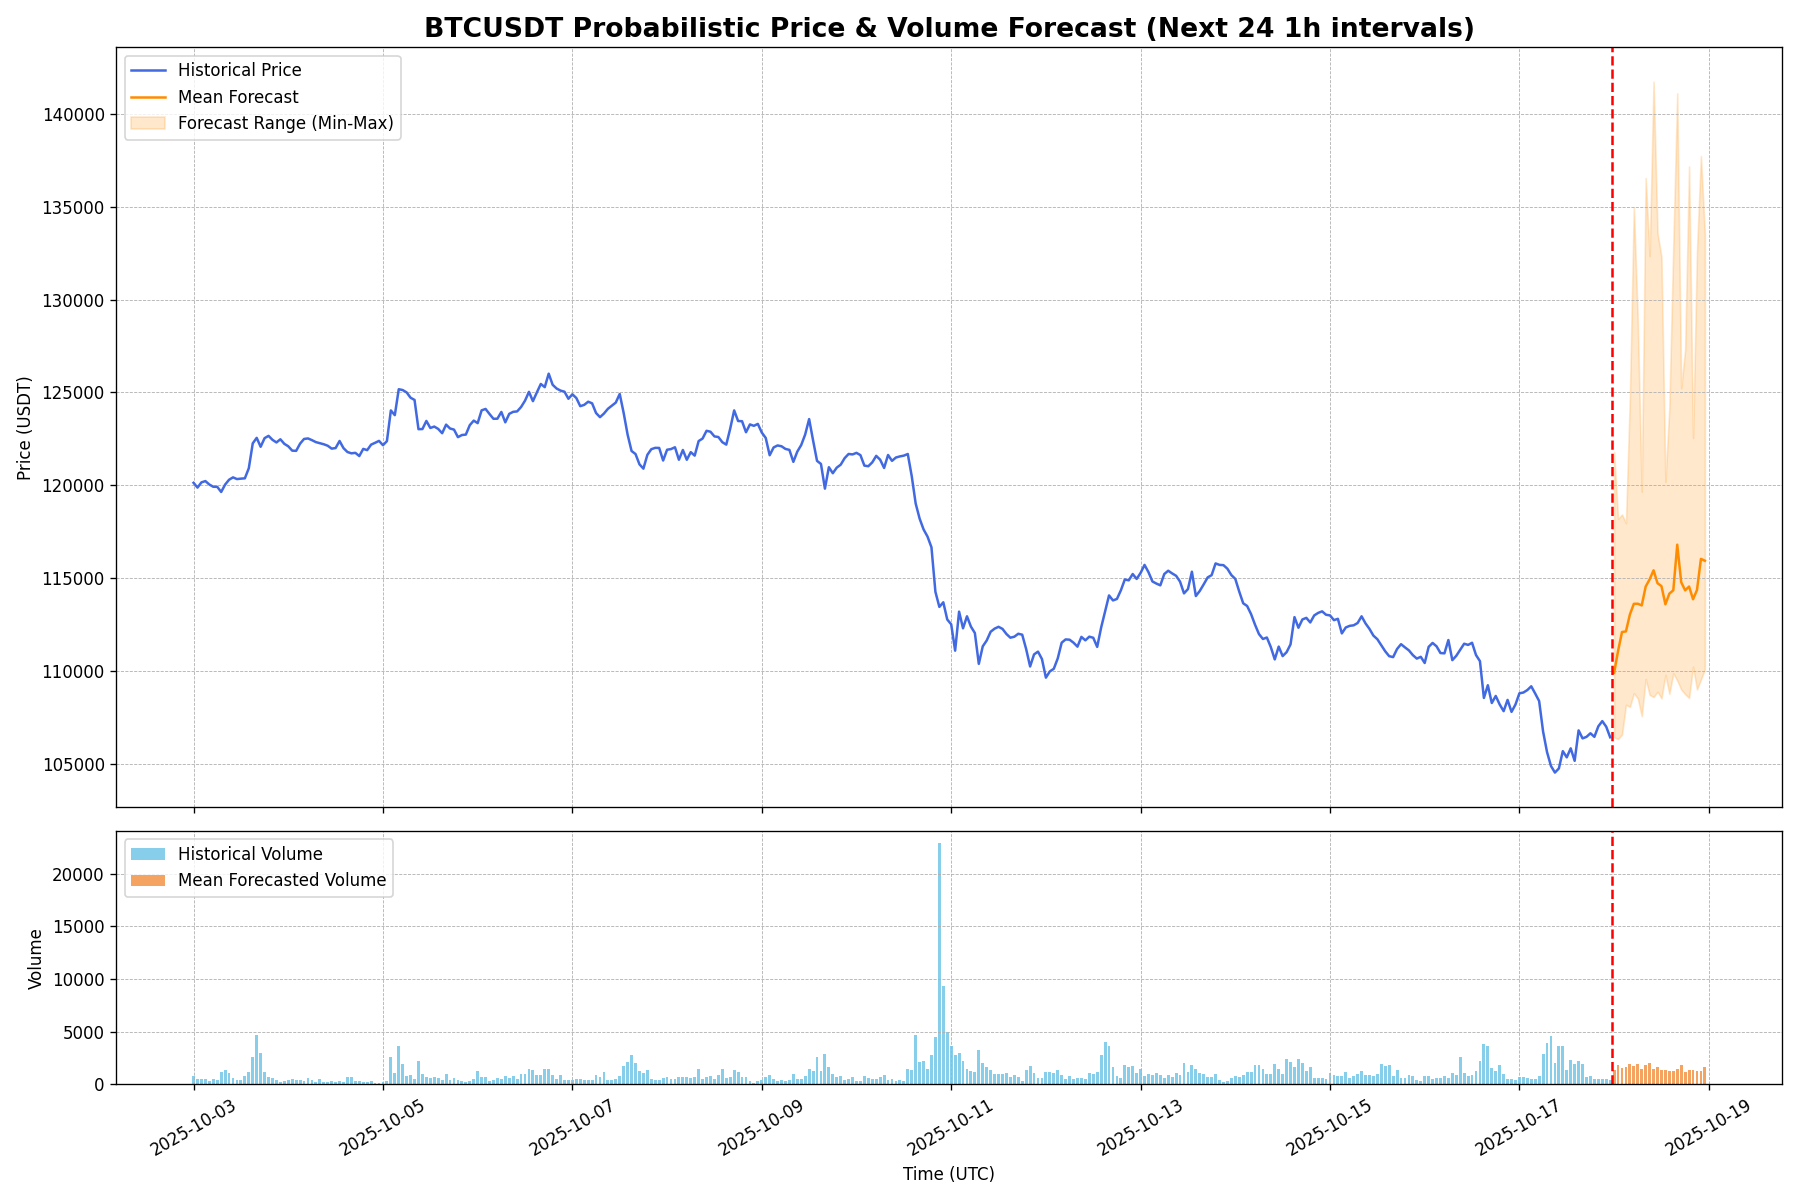 BTCUSDT Probabilistic Price & Volume Forecast (Next 24 1h intervals)
Historical Price
Mean Forecast
Forecast Range (Min-Max)
Price (USDT)
140000
135000
130000
125000
120000
115000
110000
105000
Historical Volume
Mean Forecasted Volume
Volume
20000
15000
10000
5000
0
2025-10-03
2025-10-05
2025-10-07
2025-10-09
2025-10-11
2025-10-13
2025-10-15
2025-10-17
2025-10-19
Time (UTC)